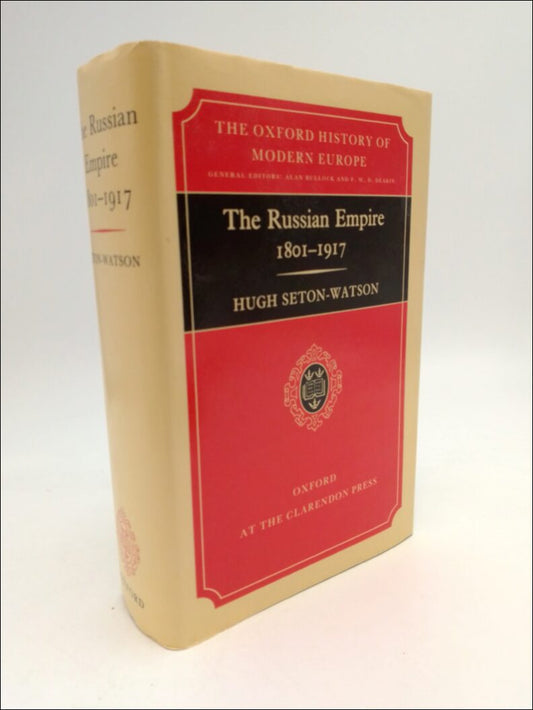 The Russian
Empire
1801–1917
SETON-WATSON
OXFORD
THE OXFORD HISTORY OF
MODERN EUROPE
GENERAL EDITORS: ALAN BULLOCK AND F. W. D. DEAKIN
The Russian Empire
1801–1917
HUGH SETON-WATSON
OXFORD
AT THE CLARENDON PRESS